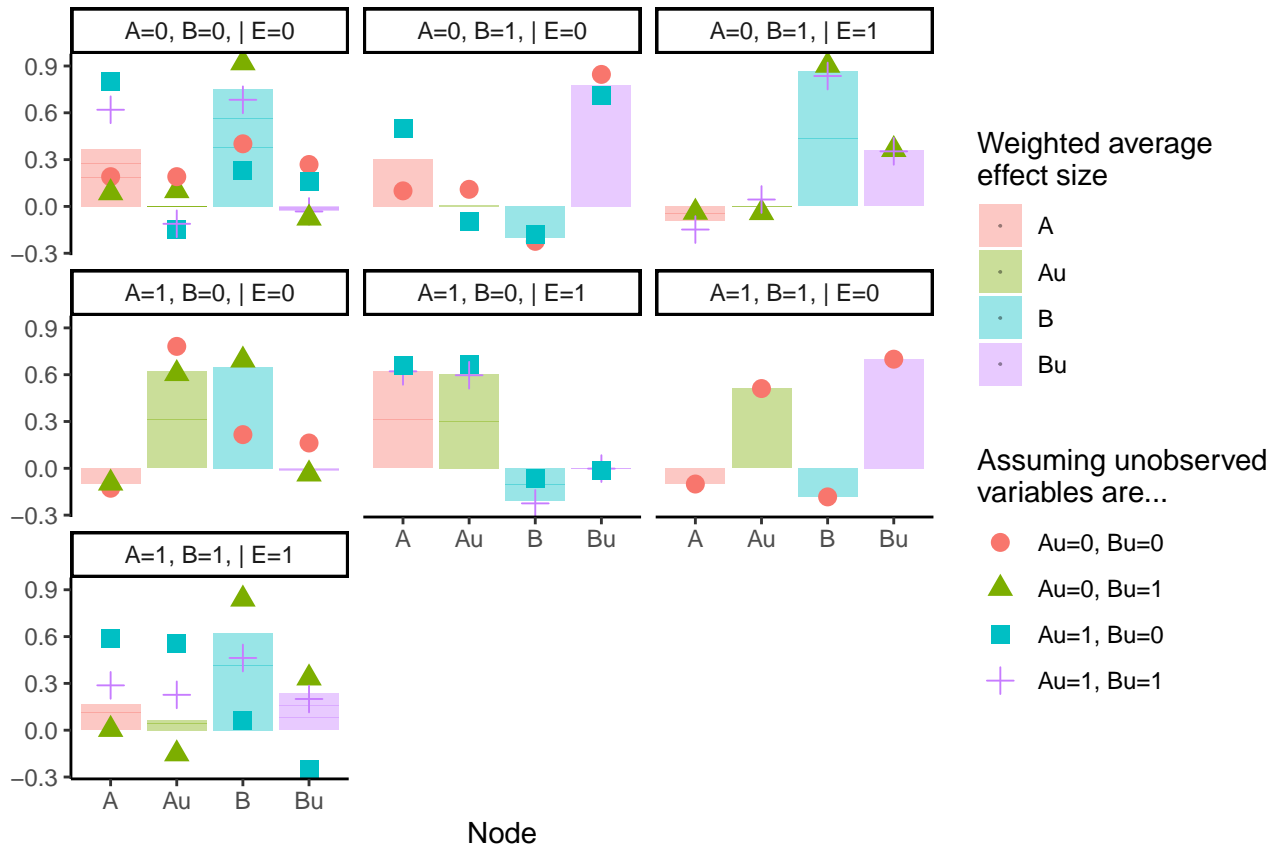 A=0, B=0, | E=0
A=0, B=1, | E=0
A=0, B=1, | E=1
0.9
0.6
0.3
0.0
−0.3
A=1, B=0, | E=0
A=1, B=0, | E=1
A=1, B=1, | E=0
0.9
0.6
0.3
0.0
−0.3
A Au B Bu
A Au B Bu
A=1, B=1, | E=1
0.9
0.6
0.3
0.0
−0.3
A Au B Bu
Node
Weighted average
effect size
A
Au
B
Bu
Assuming unobserved
variables are...
Au=0, Bu=0
Au=0, Bu=1
Au=1, Bu=0
Au=1, Bu=1